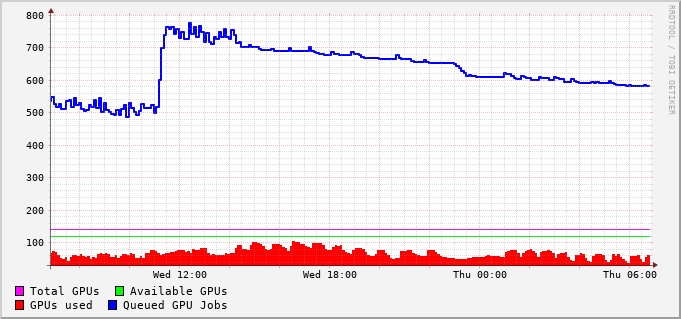 800
700
600
500
400
300
200
100
Wed 12:00 Wed 18:00 Thu 00:00 Thu 06:00
Total GPUs Available GPUs
GPUs used Queued GPU Jobs
RRDTOOL / TOBI OETIKER